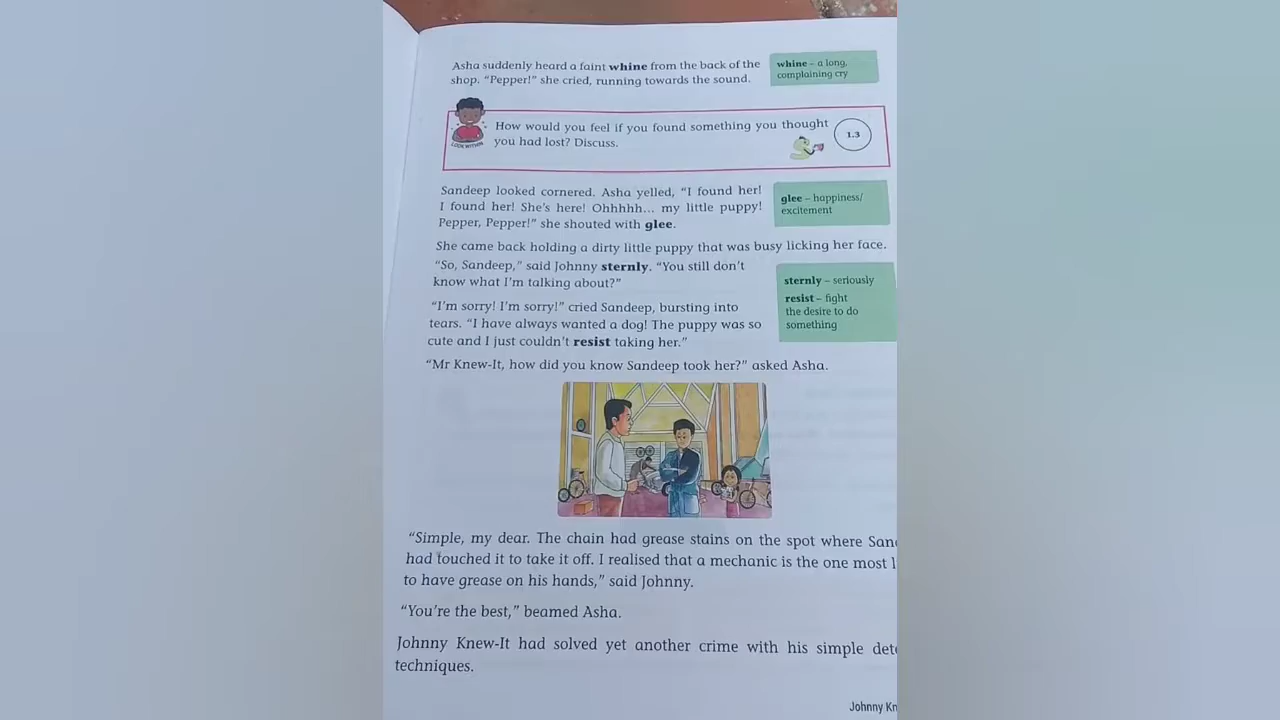 Asha suddenly heard a faint whine from the back of the
shop. “Pepper!” she cried, running towards the sound.
whine – a long,
complaining cry
How would you feel if you found something you thought
you had lost? Discuss.
1.3
LOOK WITHIN
Sandeep looked cornered. Asha yelled, “I found her!
I found her! She’s here! Ohhhhh... my little puppy!
Pepper, Pepper!” she shouted with glee.
glee – happiness/
excitement
She came back holding a dirty little puppy that was busy licking her face.
“So, Sandeep,” said Johnny sternly. “You still don’t
know what I’m talking about?”
sternly – seriously
resist – fight
the desire to do
something
“I’m sorry! I’m sorry!” cried Sandeep, bursting into
tears. “I have always wanted a dog! The puppy was so
cute and I just couldn’t resist taking her.”
“Mr Knew-It, how did you know Sandeep took her?” asked Asha.
“Simple, my dear. The chain had grease stains on the spot where San
had touched it to take it off. I realised that a mechanic is the one most l
to have grease on his hands,” said Johnny.
“You’re the best,” beamed Asha.
Johnny Knew-It had solved yet another crime with his simple dete
techniques.
Johnny Kn